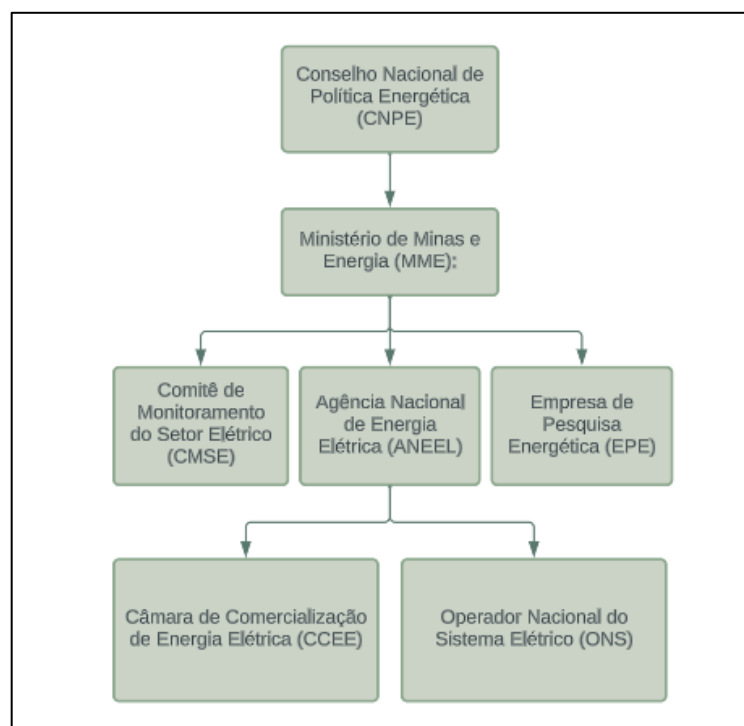 Conselho Nacional de
Política Energética
(CNPE)
Ministério de Minas e
Energia (MME):
Comitê de
Monitoramento
do Setor Elétrico
(CMSE)
Agência Nacional
de Energia
Elétrica (ANEEL)
Empresa de
Pesquisa
Energética (EPE)
Câmara de Comercialização
de Energia Elétrica (CCEE)
Operador Nacional do
Sistema Elétrico (ONS)